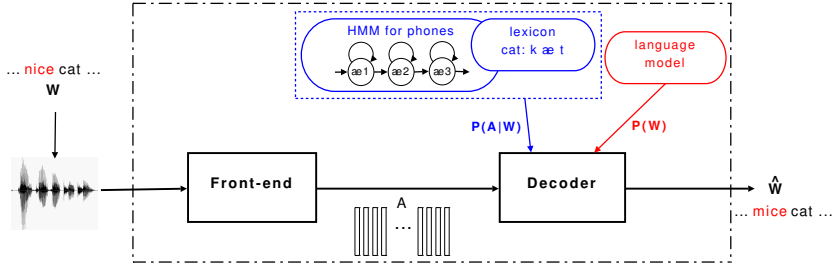 ... nice cat ...
W
HMM for phones
æ1 æ2 æ3
lexicon
cat: k æ t
language
model
P(A|W)
P(W)
Front-end
A
...
Decoder
Ŵ
... mice cat ...